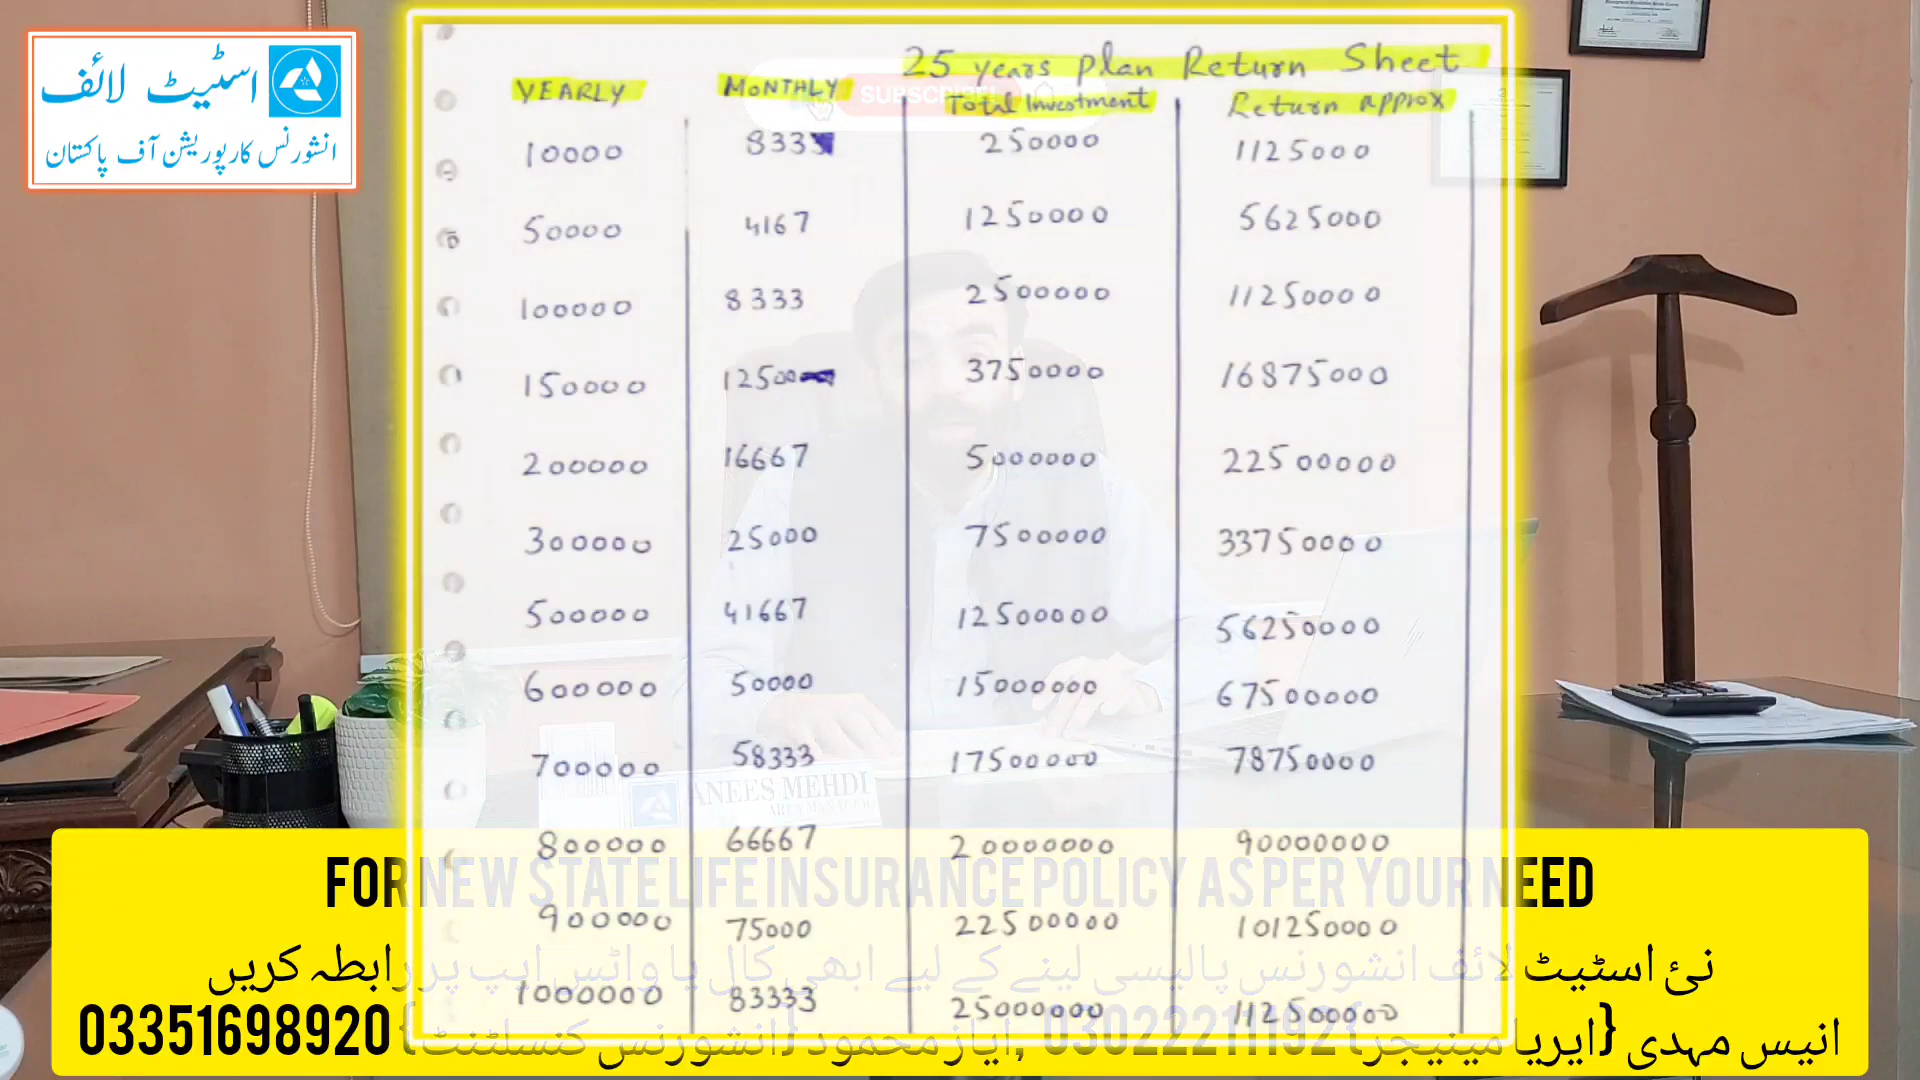 اسٹیٹ لائف
انشورنس کارپوریشن آف پاکستان
25 years plan Return Sheet
YEARLY MONTHLY Total Investment Return approx
SUBSCRIBE
10000 833 250000 1125000
50000 4167 1250000 5625000
100000 8333 2500000 11250000
150000 12500 3750000 16875000
200000 16667 5000000 22500000
300000 25000 7500000 33750000
500000 41667 12500000 56250000
600000 50000 15000000 67500000
700000 58333 17500000 78750000
ANEES MEHDI
AREA MANAGER
800000 66667 20000000 90000000
FOR NEW STATE LIFE INSURANCE POLICY AS PER YOUR NEED
900000 75000 22500000 101250000
نئ اسٹیٹ لائف انشورنس پالیسی لینے کے لیے ابھی کال یا واٹس ایپ پر رابطہ کریں
1000000 83333 25000000 112500000
انیس مہدی {ایریا مینیجر} 03022211192 , ایاز محمود {انشورنس کنسلٹنٹ} 03351698920